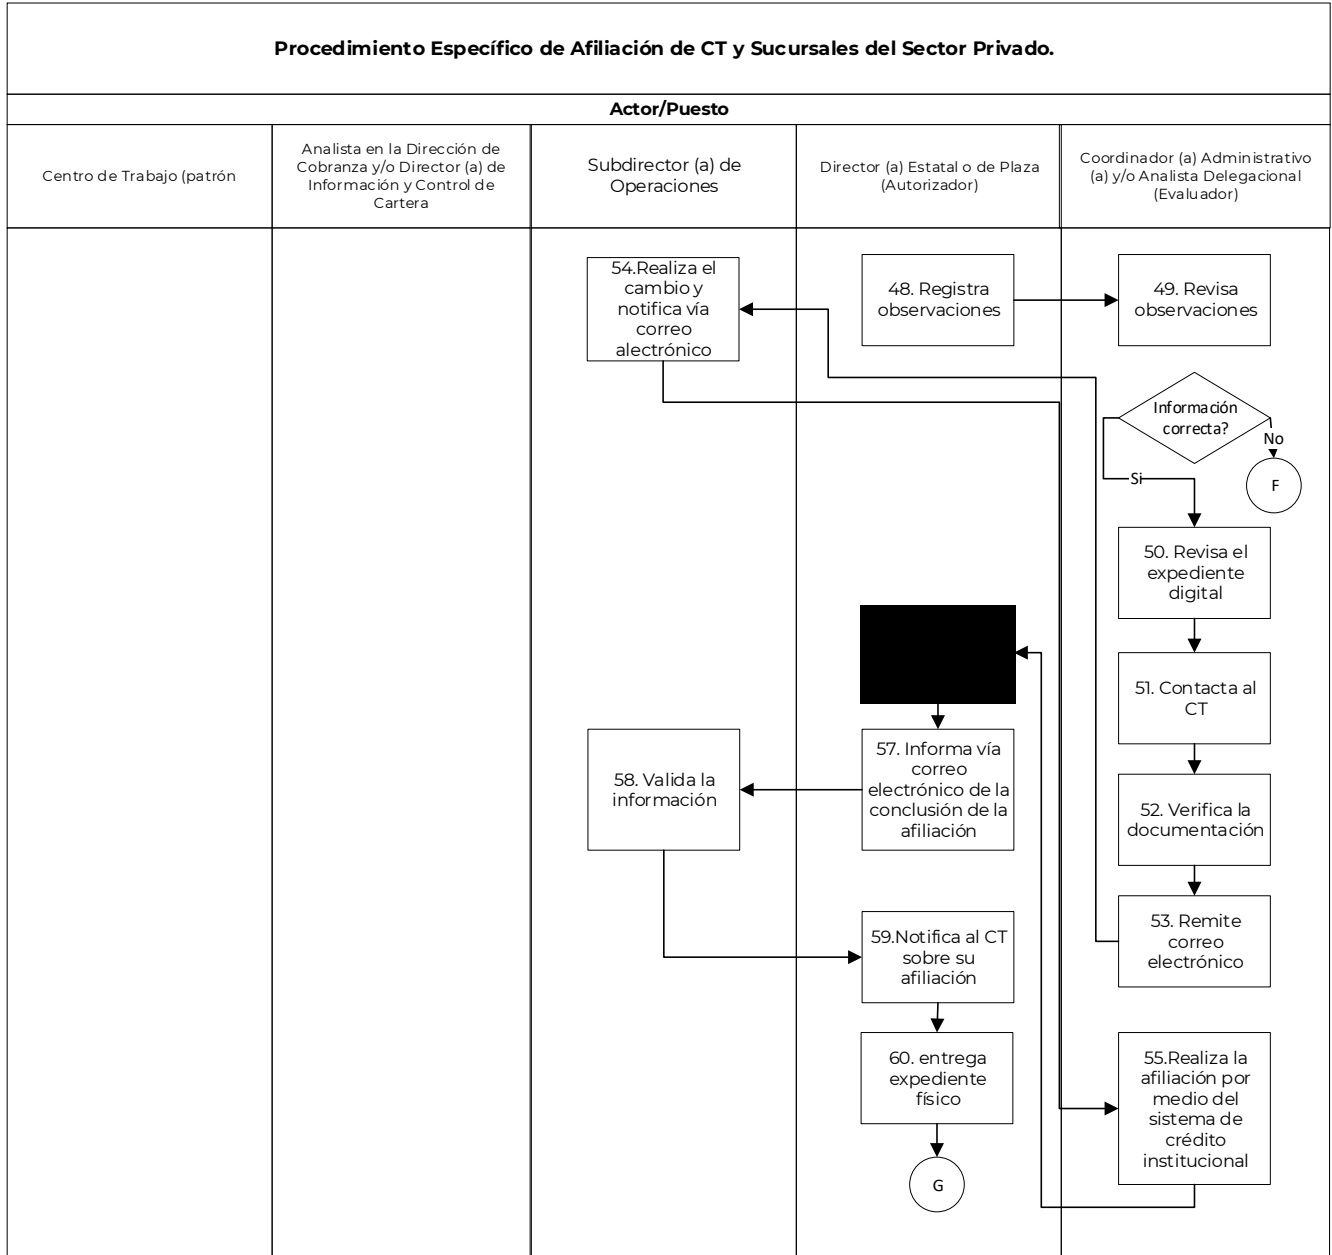 Procedimiento Específico de Afiliación de CT y Sucursales del Sector Privado.
Actor/Puesto
Centro de Trabajo (patrón
Analista en la Dirección de
Cobranza y/o Director (a) de
Información y Control de
Cartera
Subdirector (a) de
Operaciones
Director (a) Estatal o de Plaza
(Autorizador)
Coordinador (a) Administrativo
(a) y/o Analista Delegacional
(Evaluador)
54.Realiza el
cambio y
notifica vía
correo
alectrónico
48. Registra
observaciones
49. Revisa
observaciones
Información
correcta?
No
F
Si
50. Revisa el
expediente
digital
51. Contacta al
CT
52. Verifica la
documentación
53. Remite
correo
electrónico
57. Informa vía
correo
electrónico de la
conclusión de la
afiliación
58. Valida la
información
59.Notifica al CT
sobre su
afiliación
60. entrega
expediente
físico
G
55.Realiza la
afiliación por
medio del
sistema de
crédito
institucional